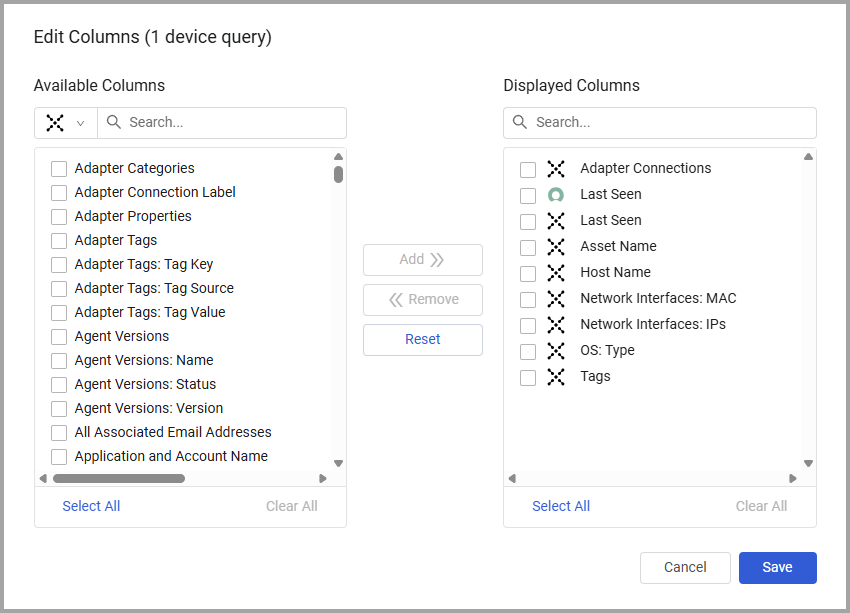 Edit Columns (1 device query)
Available Columns
Search...
Adapter Categories
Adapter Connection Label
Adapter Properties
Adapter Tags
Adapter Tags: Tag Key
Adapter Tags: Tag Source
Adapter Tags: Tag Value
Agent Versions
Agent Versions: Name
Agent Versions: Status
Agent Versions: Version
All Associated Email Addresses
Application and Account Name
Select All
Clear All
Add
Remove
Reset
Displayed Columns
Search...
Adapter Connections
Last Seen
Last Seen
Asset Name
Host Name
Network Interfaces: MAC
Network Interfaces: IPs
OS: Type
Tags
Select All
Clear All
Cancel
Save